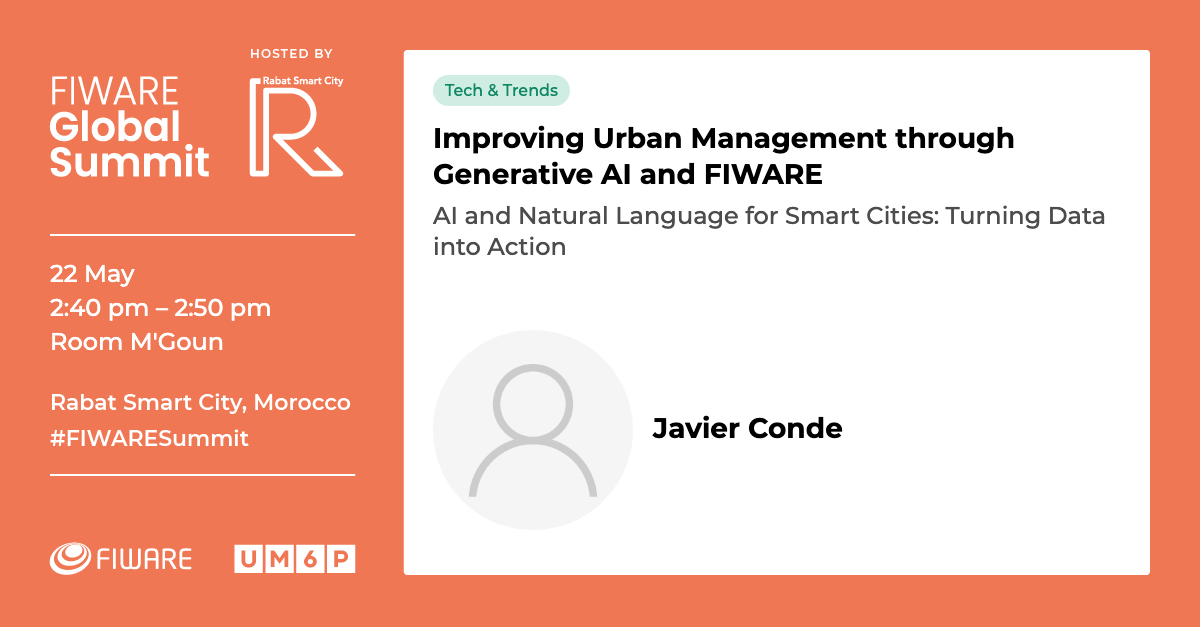 FIWARE
Global
Summit
HOSTED BY
Rabat Smart City
R
22 May
2:40 pm – 2:50 pm
Room M'Goun
Rabat Smart City, Morocco
#FIWARESummit
FIWARE
UM6P
Tech & Trends
Improving Urban Management through
Generative AI and FIWARE
AI and Natural Language for Smart Cities: Turning Data
into Action
Javier Conde